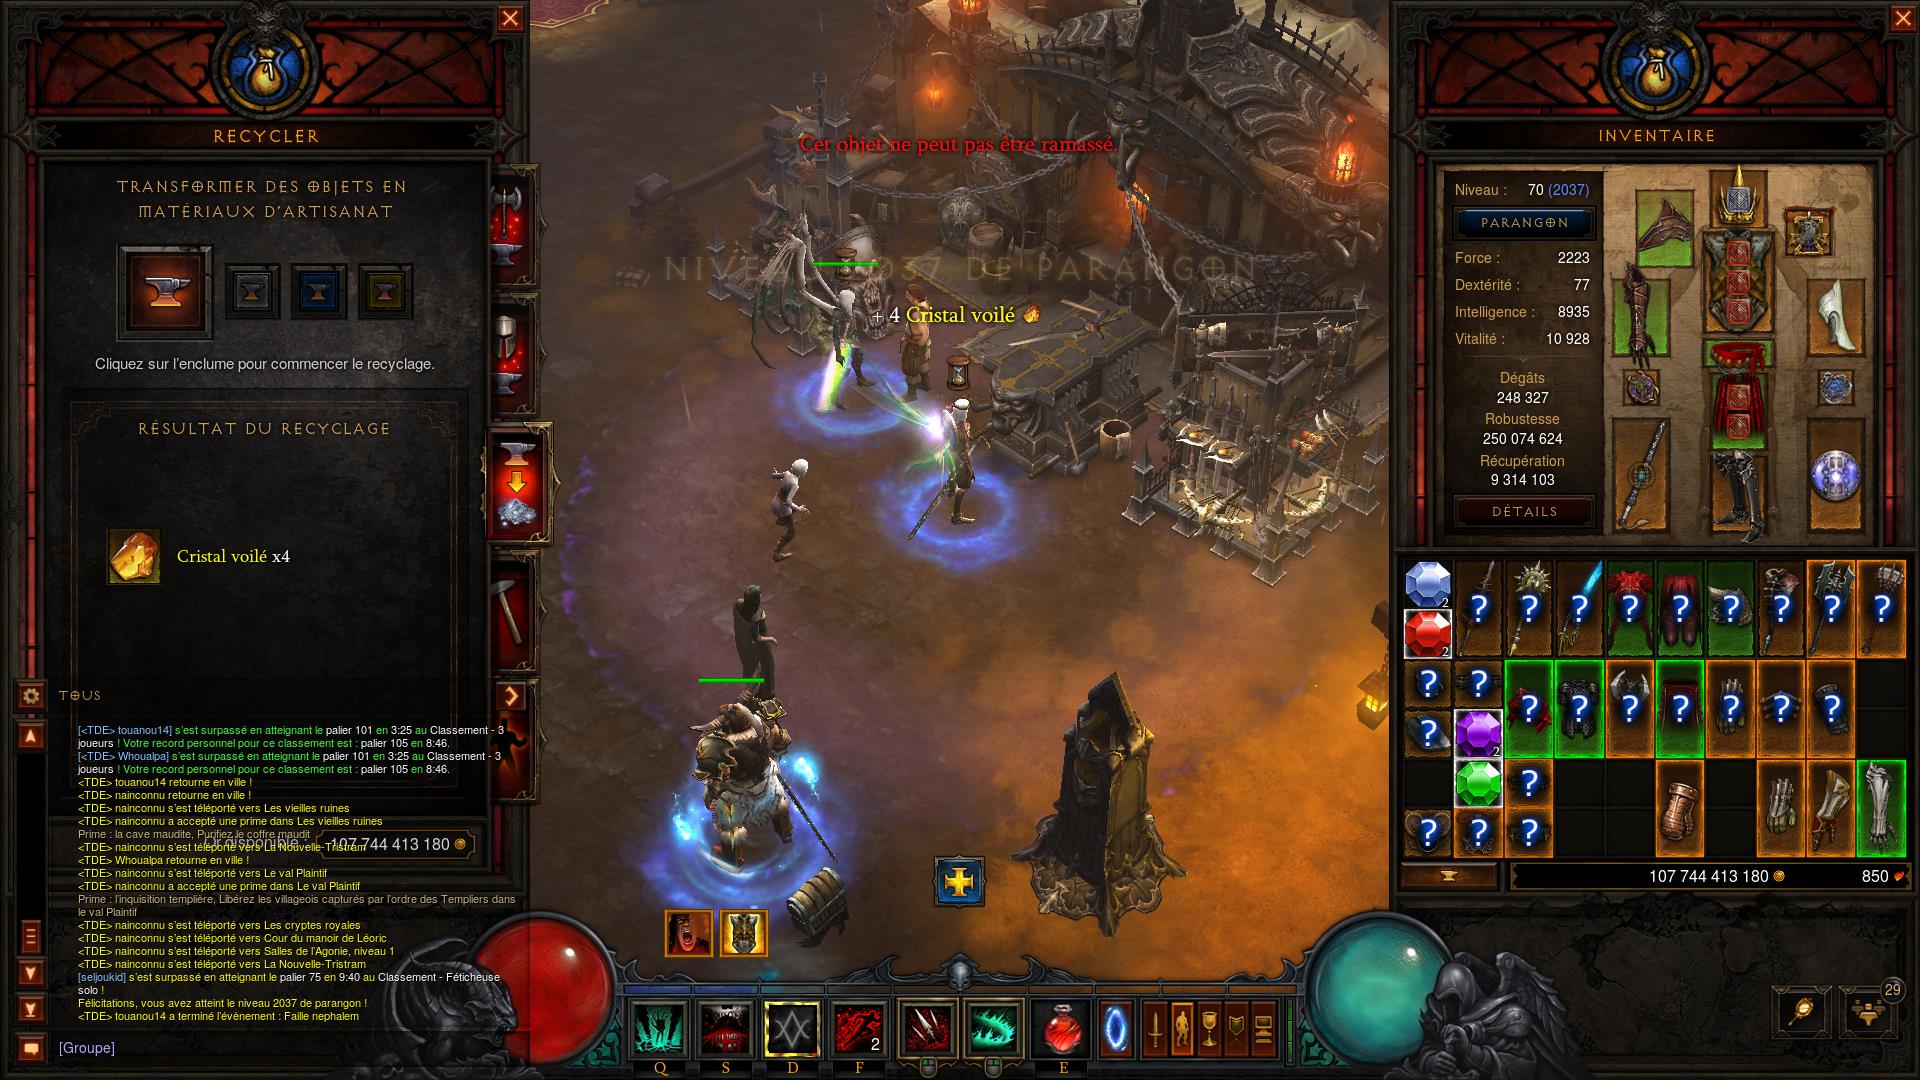 RECYCLER
TRANSFORMER DES OBJETS EN
MATÉRIAUX D'ARTISANAT
Cliquez sur l'enclume pour commencer le recyclage.
RÉSULTAT DU RECYCLAGE
Cristal voilé x4
TOUS
[<TDE> touanou14] s'est surpassé en atteignant le palier 101 en 3:25 au Classement - 3
joueurs ! Votre record personnel pour ce classement est : palier 105 en 8:46.
[<TDE> Whoualpa] s'est surpassé en atteignant le palier 101 en 3:25 au Classement - 3
joueurs ! Votre record personnel pour ce classement est : palier 105 en 8:46.
<TDE> touanou14 retourne en ville !
<TDE> nainconnu retourne en ville !
<TDE> nainconnu s'est téléporté vers Les vieilles ruines
<TDE> nainconnu a accepté une prime dans Les vieilles ruines
Prime : la cave maudite, Purifiez le coffre maudit
Or disponible
107 744 413 180
<TDE> nainconnu s'est téléporté vers La Nouvelle-Tristram
<TDE> Whoualpa retourne en ville !
<TDE> nainconnu s'est téléporté vers Le val Plaintif
<TDE> nainconnu a accepté une prime dans Le val Plaintif
Prime : l'inquisition templière, Libérez les villageois capturés par l'ordre des Templiers dans
le val Plaintif
<TDE> nainconnu s'est téléporté vers Les cryptes royales
<TDE> nainconnu s'est téléporté vers Cour du manoir de Léoric
<TDE> nainconnu s'est téléporté vers Salles de l'Agonie, niveau 1
<TDE> nainconnu s'est téléporté vers La Nouvelle-Tristram
[seljoukid] s'est surpassé en atteignant le palier 75 en 9:40 au Classement - Féticheuse
solo !
Félicitations, vous avez atteint le niveau 2037 de parangon !
<TDE> touanou14 a terminé l'évènement : Faille nephalem
[Groupe]
Cet objet ne peut pas être ramassé.
NIVEAU 2037 DE PARANGON
+ 4 Cristal voilé
2
Q S D F E
INVENTAIRE
Niveau : 70 (2037)
PARANGON
Force : 2223
Dextérité : 77
Intelligence : 8935
Vitalité : 10 928
Dégâts
248 327
Robustesse
250 074 624
Récupération
9 314 103
DÉTAILS
2 ? ? ? ? ? ? ? ? ?
2
? ? ? ? ? ? ? ? ?
? 2
?
? ? ?
107 744 413 180 850
29